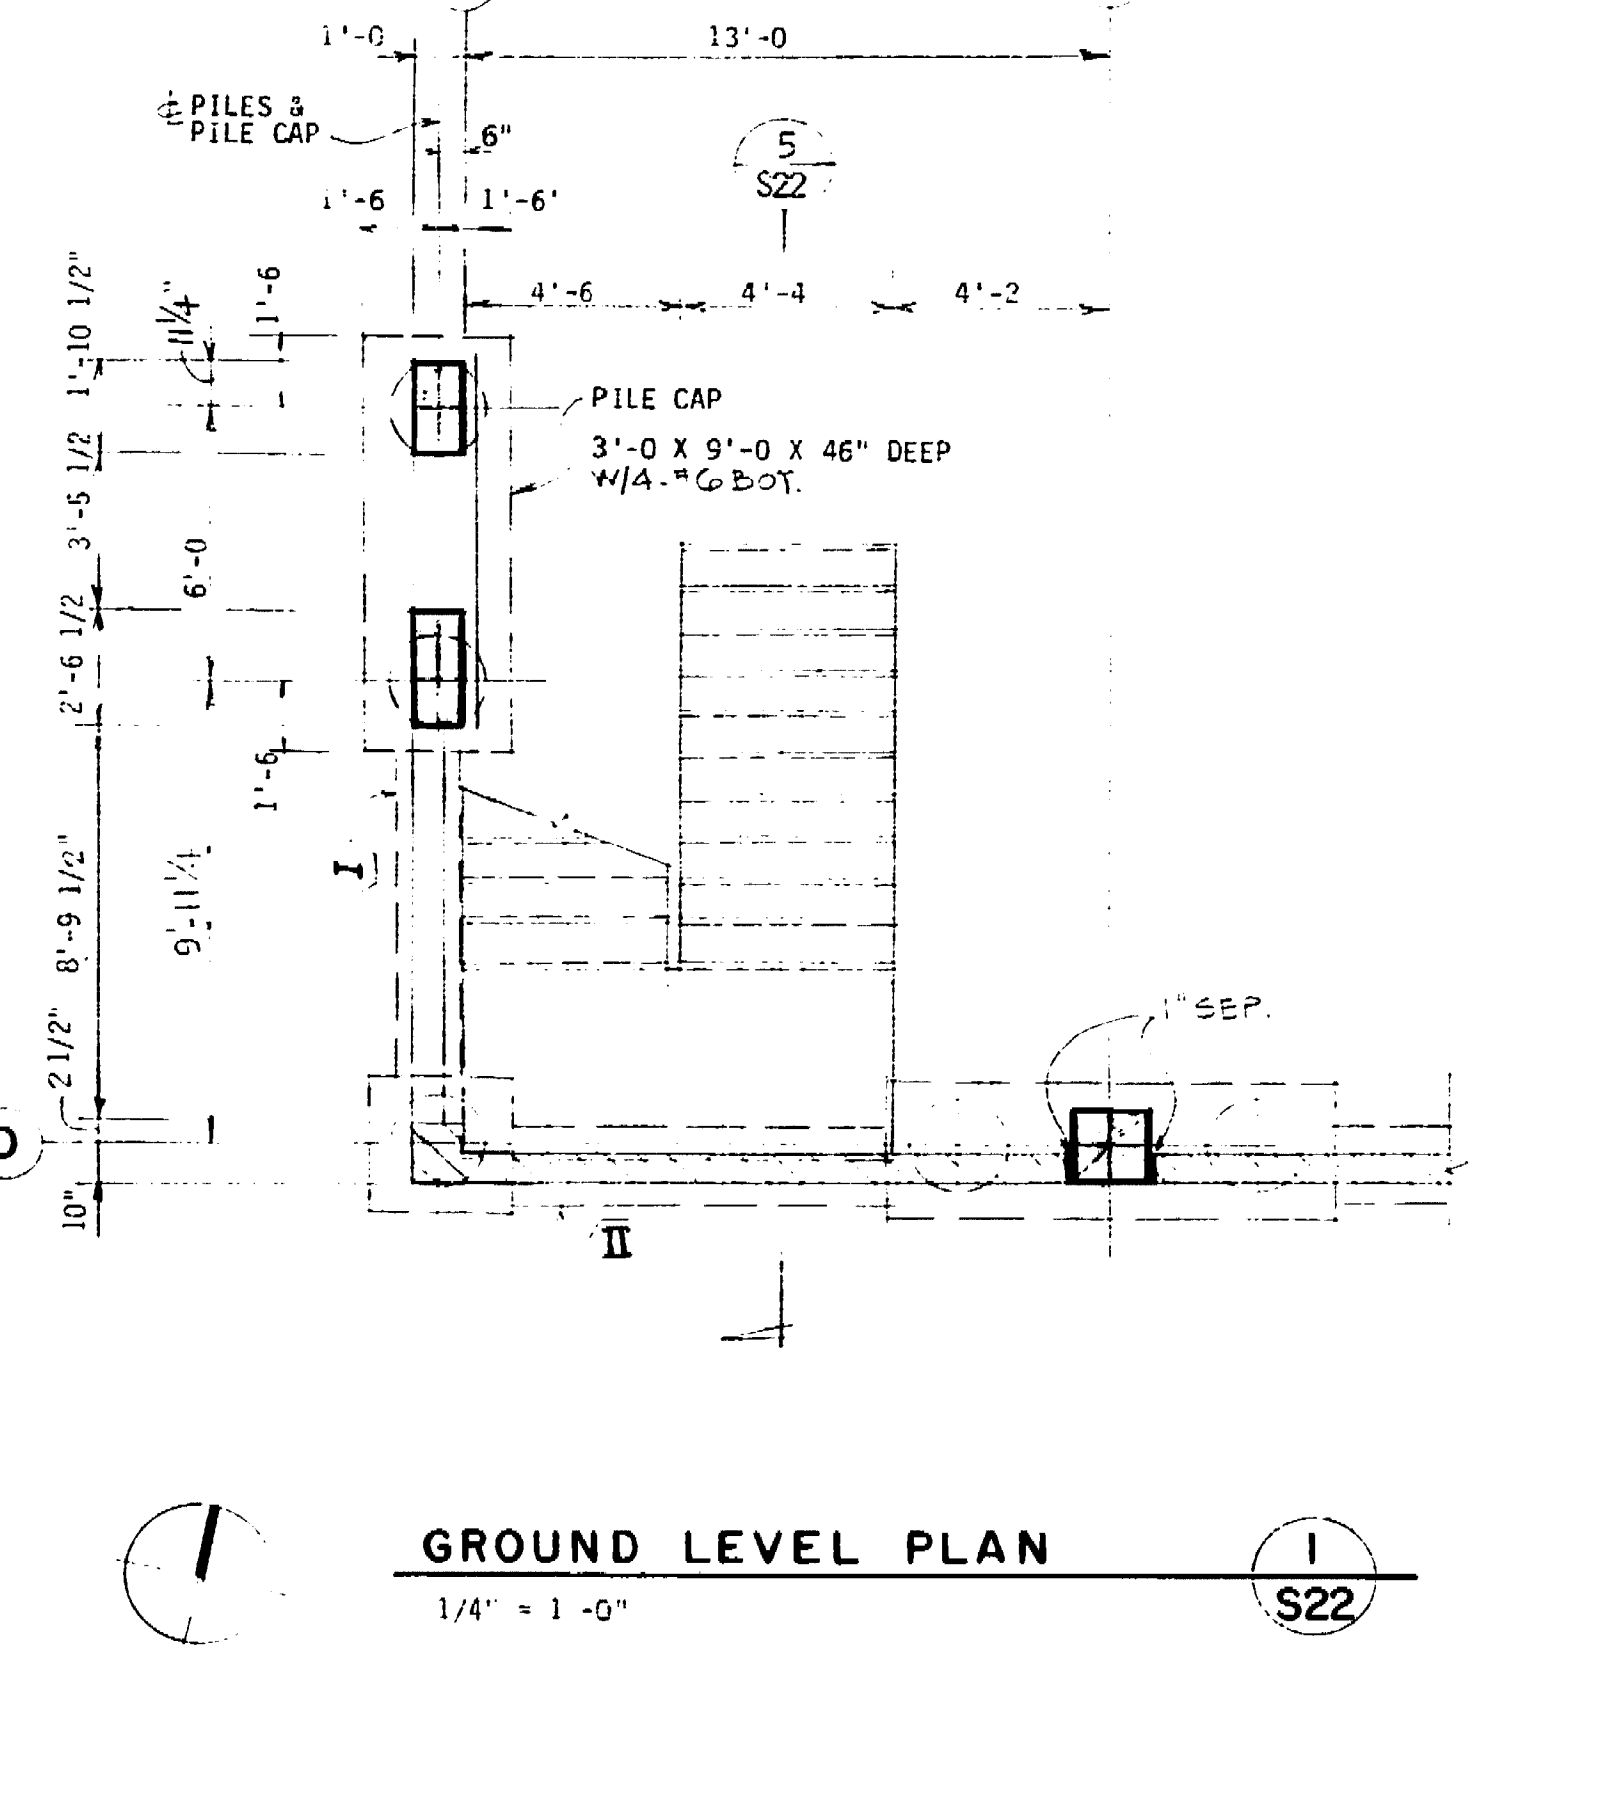 1'-0
13'-0
℄ PILES &
PILE CAP
6"
5
S22
1'-6
1'-6'
4'-6
4'-4
4'-2
1'-10 1/2"
11 1/4"
1'-6
PILE CAP
3'-0 X 9'-0 X 46" DEEP
W/4-#6 BOT.
3'-5 1/2
6'-0
2'-6 1/2
1'-6
I
8'-9 1/2"
9'-11 1/4
2 1/2"
1" SEP.
D
10"
II
GROUND LEVEL PLAN
1/4" = 1 -0"
1
S22